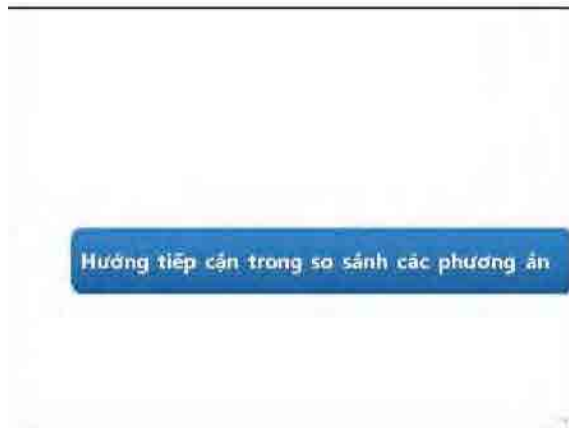 Hướng tiếp cận trong so sánh các phương án